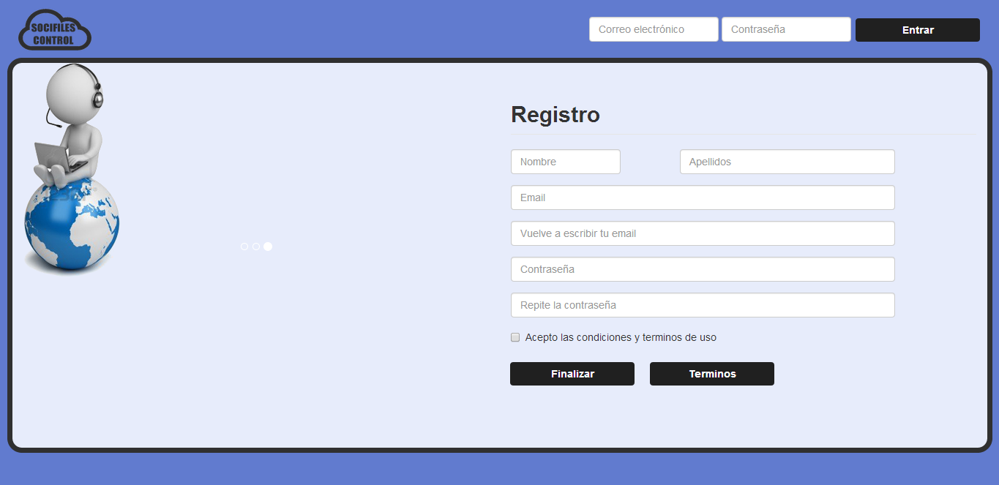 SOCIFILES
CONTROL
Correo electrónico
Contraseña
Entrar
Registro
Nombre
Apellidos
Email
Vuelve a escribir tu email
Contraseña
Repite la contraseña
Acepto las condiciones y terminos de uso
Finalizar
Terminos